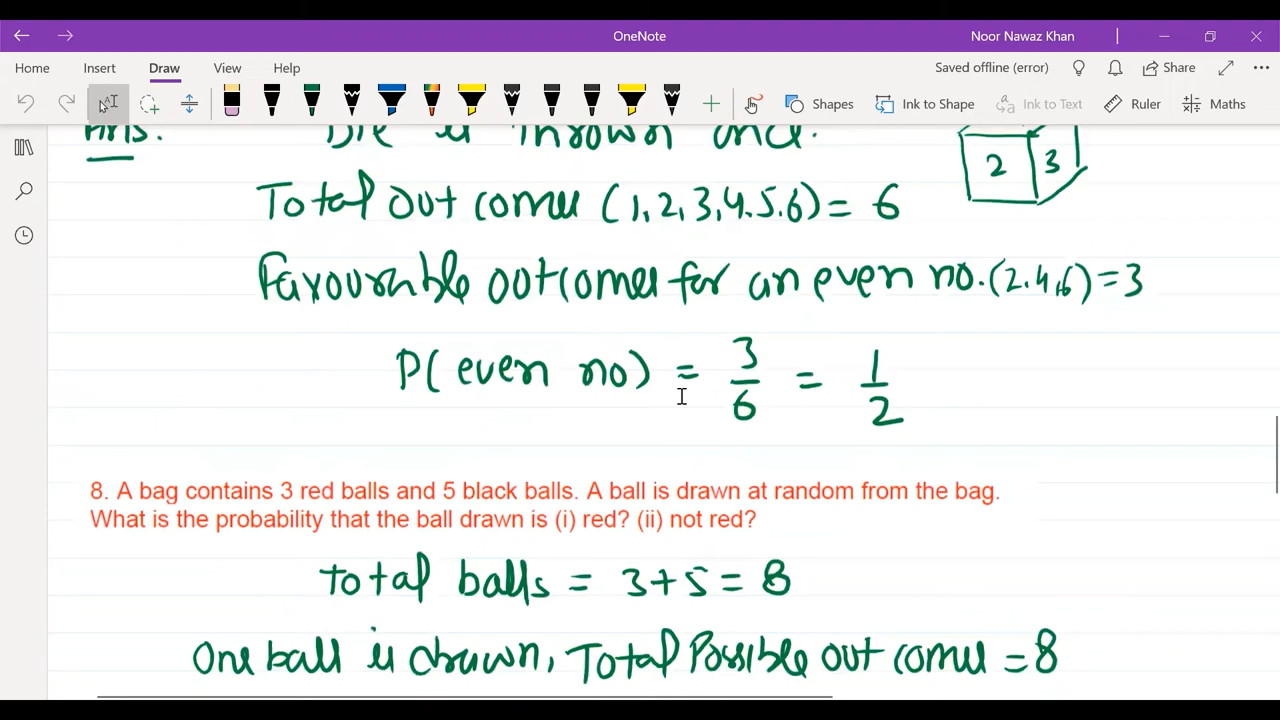 OneNote
Noor Nawaz Khan
Home Insert Draw View Help
Saved offline (error)
Share
Shapes
Ink to Shape
Ink to Text
Ruler
Maths
Ans. Die is thrown once.
2 3
Total out comes (1,2,3,4.5.6) = 6
Favourable outcomes for an even no. (2.4,6) = 3
P(even no) = 3/6 = 1/2
8. A bag contains 3 red balls and 5 black balls. A ball is drawn at random from the bag.
What is the probability that the ball drawn is (i) red? (ii) not red?
Total balls = 3+5 = 8
One ball is drawn, Total Possible out comes = 8